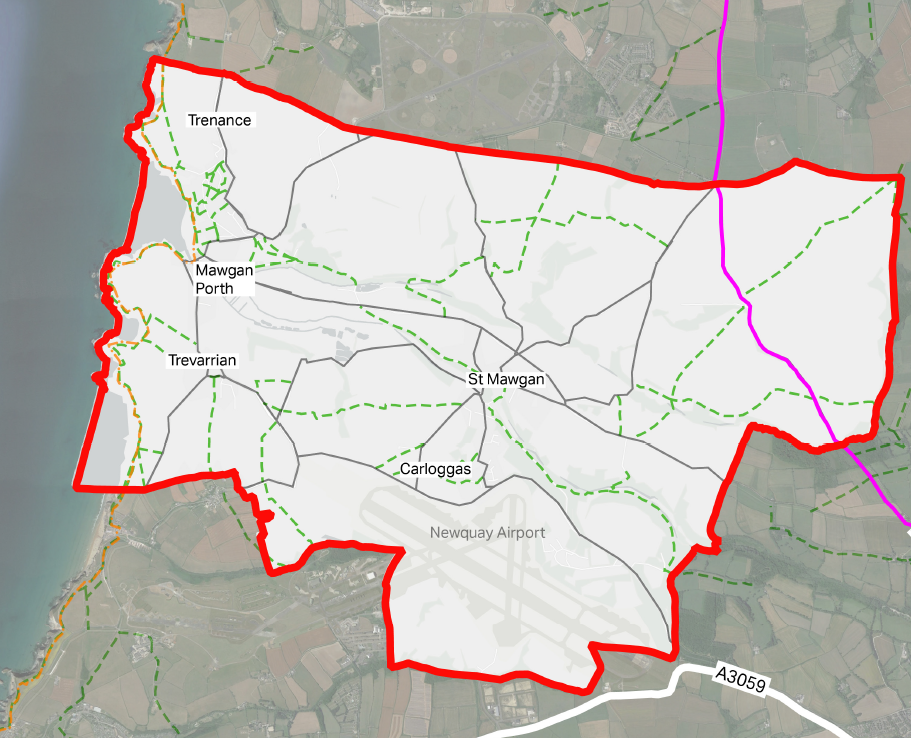 Trenance
Mawgan
Porth
Trevarrian
St Mawgan
Carloggas
Newquay Airport
A3059